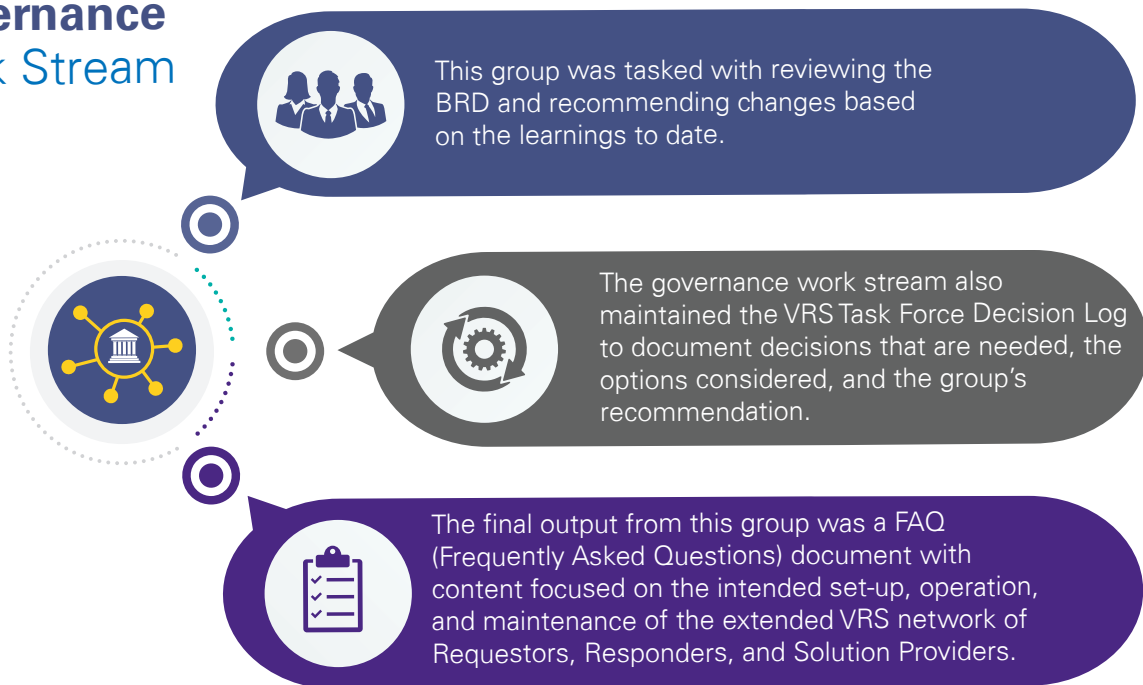 ernance
k Stream
This group was tasked with reviewing the
BRD and recommending changes based
on the learnings to date.
The governance work stream also
maintained the VRS Task Force Decision Log
to document decisions that are needed, the
options considered, and the group's
recommendation.
The final output from this group was a FAQ
(Frequently Asked Questions) document with
content focused on the intended set-up, operation,
and maintenance of the extended VRS network of
Requestors, Responders, and Solution Providers.